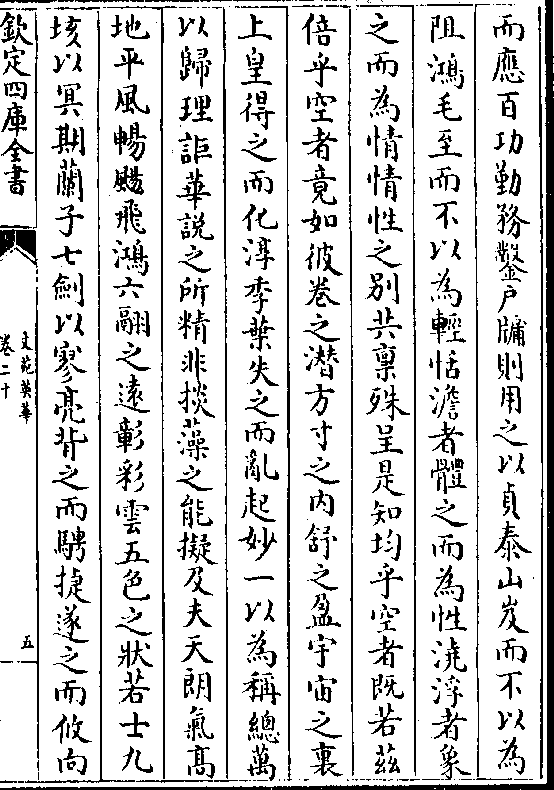 而應百功勤務鑿戶牖則用之以貞泰山岌而不以為
阻鴻毛至而不以為輕恬澹者體之而為性澆浮者象
之而為情情性之別共禀殊呈是知均乎空者既若茲
倍乎空者竟如彼卷之潛方寸之内舒之盈宇宙之裏
上皇得之而化淳季葉失之而亂起妙一以為稱總萬
以歸理詎華説之所精非掞藻之能擬及夫天朗氣髙
地平風暢飈飛鴻六翮之逺彰彩雲五色之狀若士九
垓以冥期蘭子七劍以寥亮背之而騁捷遂之而攸向
欽定四庫全書
文苑英華
卷二十
五